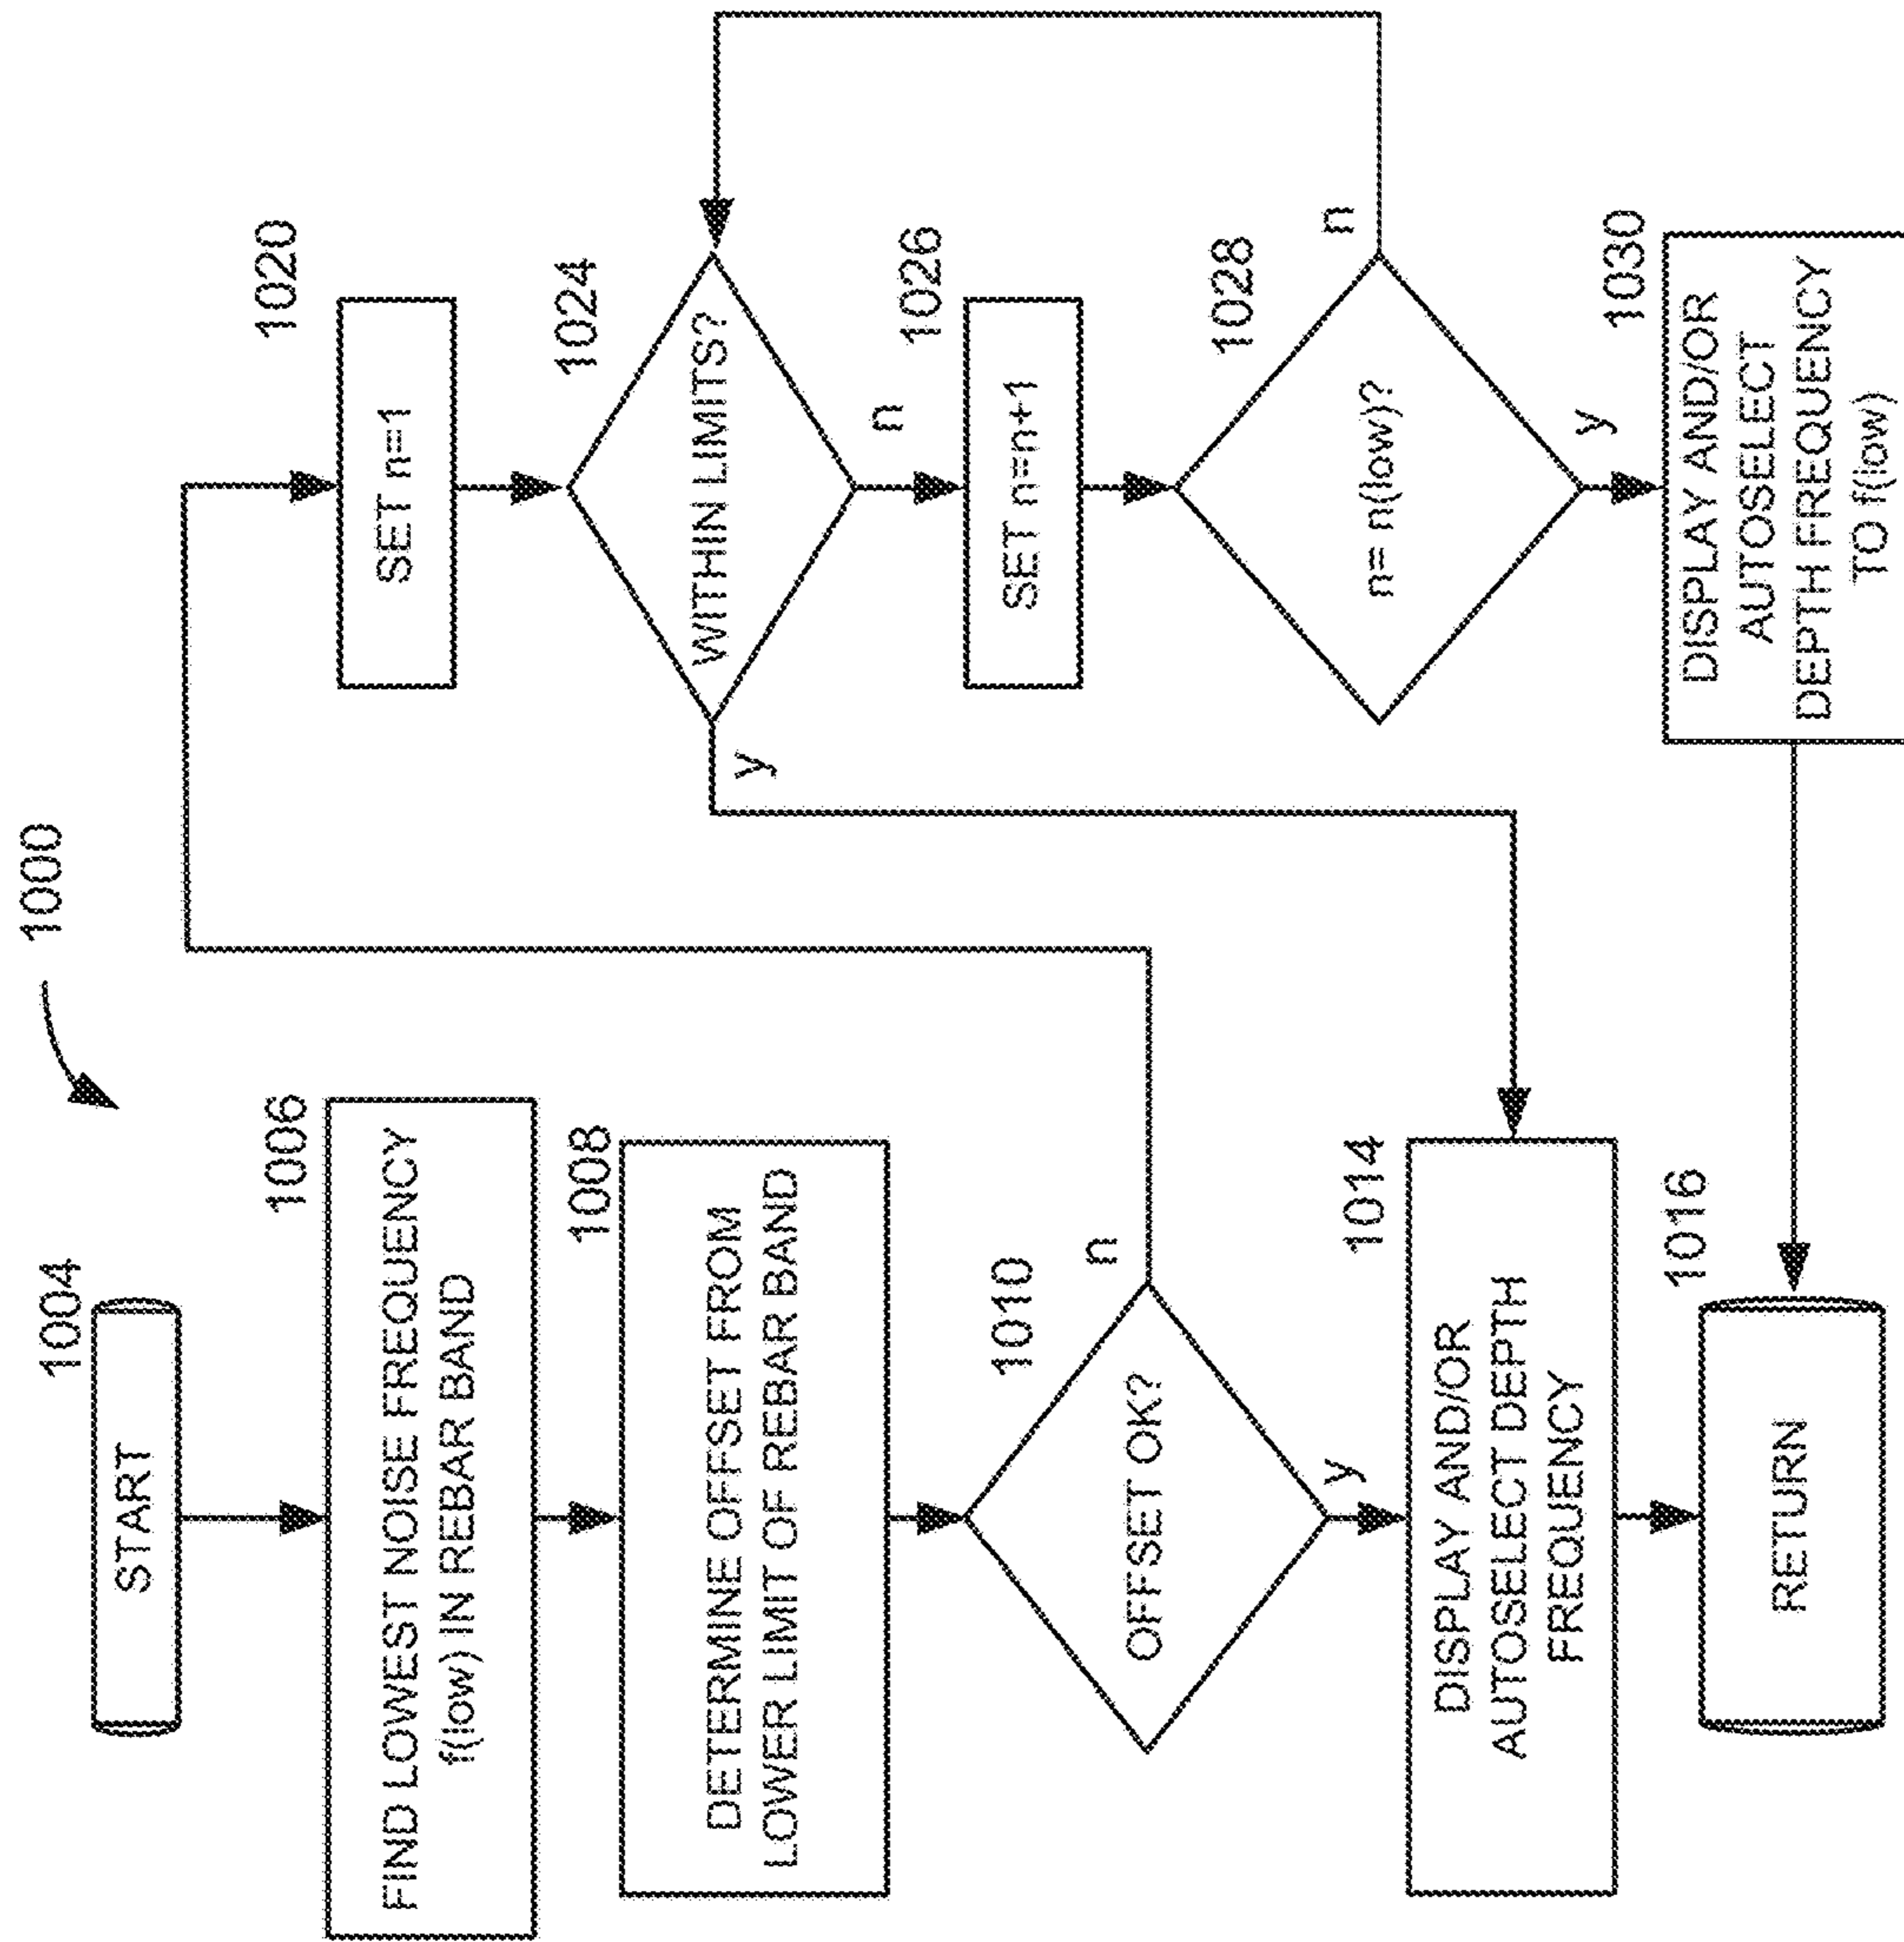 1000
1004
START
1006
FIND LOWEST NOISE FREQUENCY
f(low) IN REBAR BAND
1008
DETERMINE OFFSET FROM
LOWER LIMIT OF REBAR BAND
1010
OFFSET OK?
n
y
1014
DISPLAY AND/OR
AUTOSELECT DEPTH
FREQUENCY
1016
RETURN
1020
SET n=1
1024
WITHIN LIMITS?
y
n
1026
SET n=n+1
1028
n= n(low)?
n
y
1030
DISPLAY AND/OR
AUTOSELECT
DEPTH FREQUENCY
TO f(low)